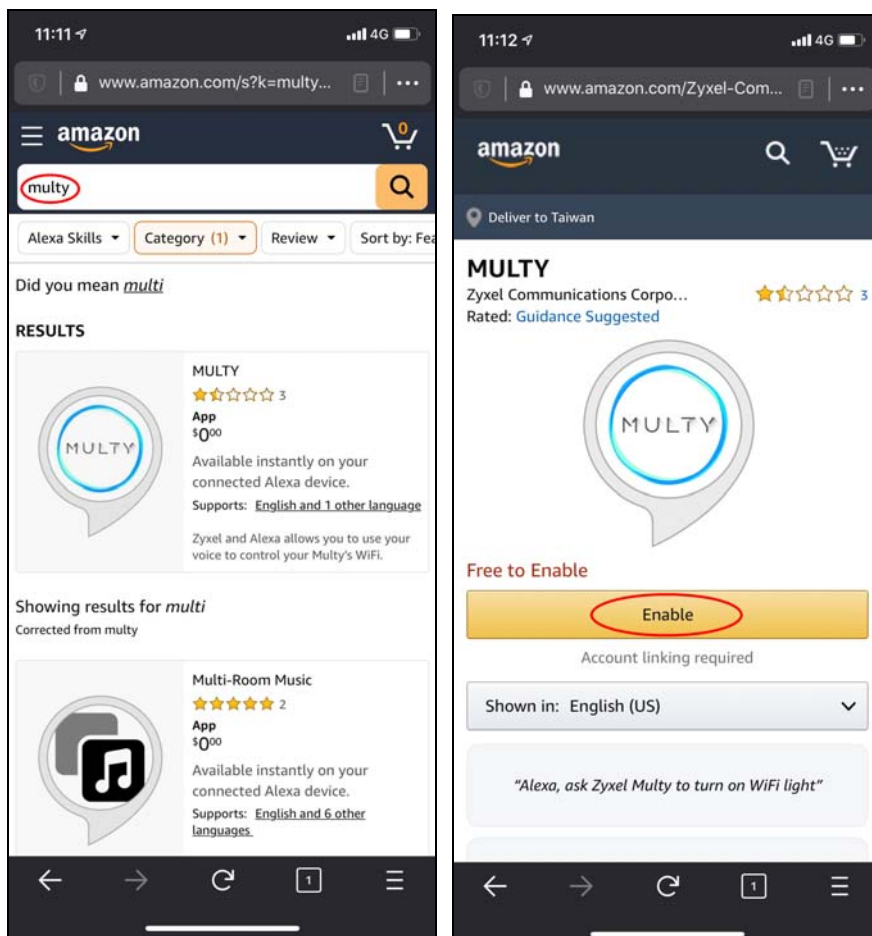 11:11
4G
www.amazon.com/s?k=multy...
amazon
0
multy
Alexa Skills
Category (1)
Review
Sort by: Fea
Did you mean multi
RESULTS
MULTY
MULTY
3
App
$0.00
Available instantly on your
connected Alexa device.
Supports: English and 1 other language
Zyxel and Alexa allows you to use your
voice to control your Multy's WiFi.
Showing results for multi
Corrected from multy
Multi-Room Music
2
App
$0.00
Available instantly on your
connected Alexa device.
Supports: English and 6 other
languages
1
11:12
4G
www.amazon.com/Zyxel-Com...
amazon
Deliver to Taiwan
MULTY
Zyxel Communications Corpo...
3
Rated: Guidance Suggested
MULTY
Free to Enable
Enable
Account linking required
Shown in: English (US)
"Alexa, ask Zyxel Multy to turn on WiFi light"
1